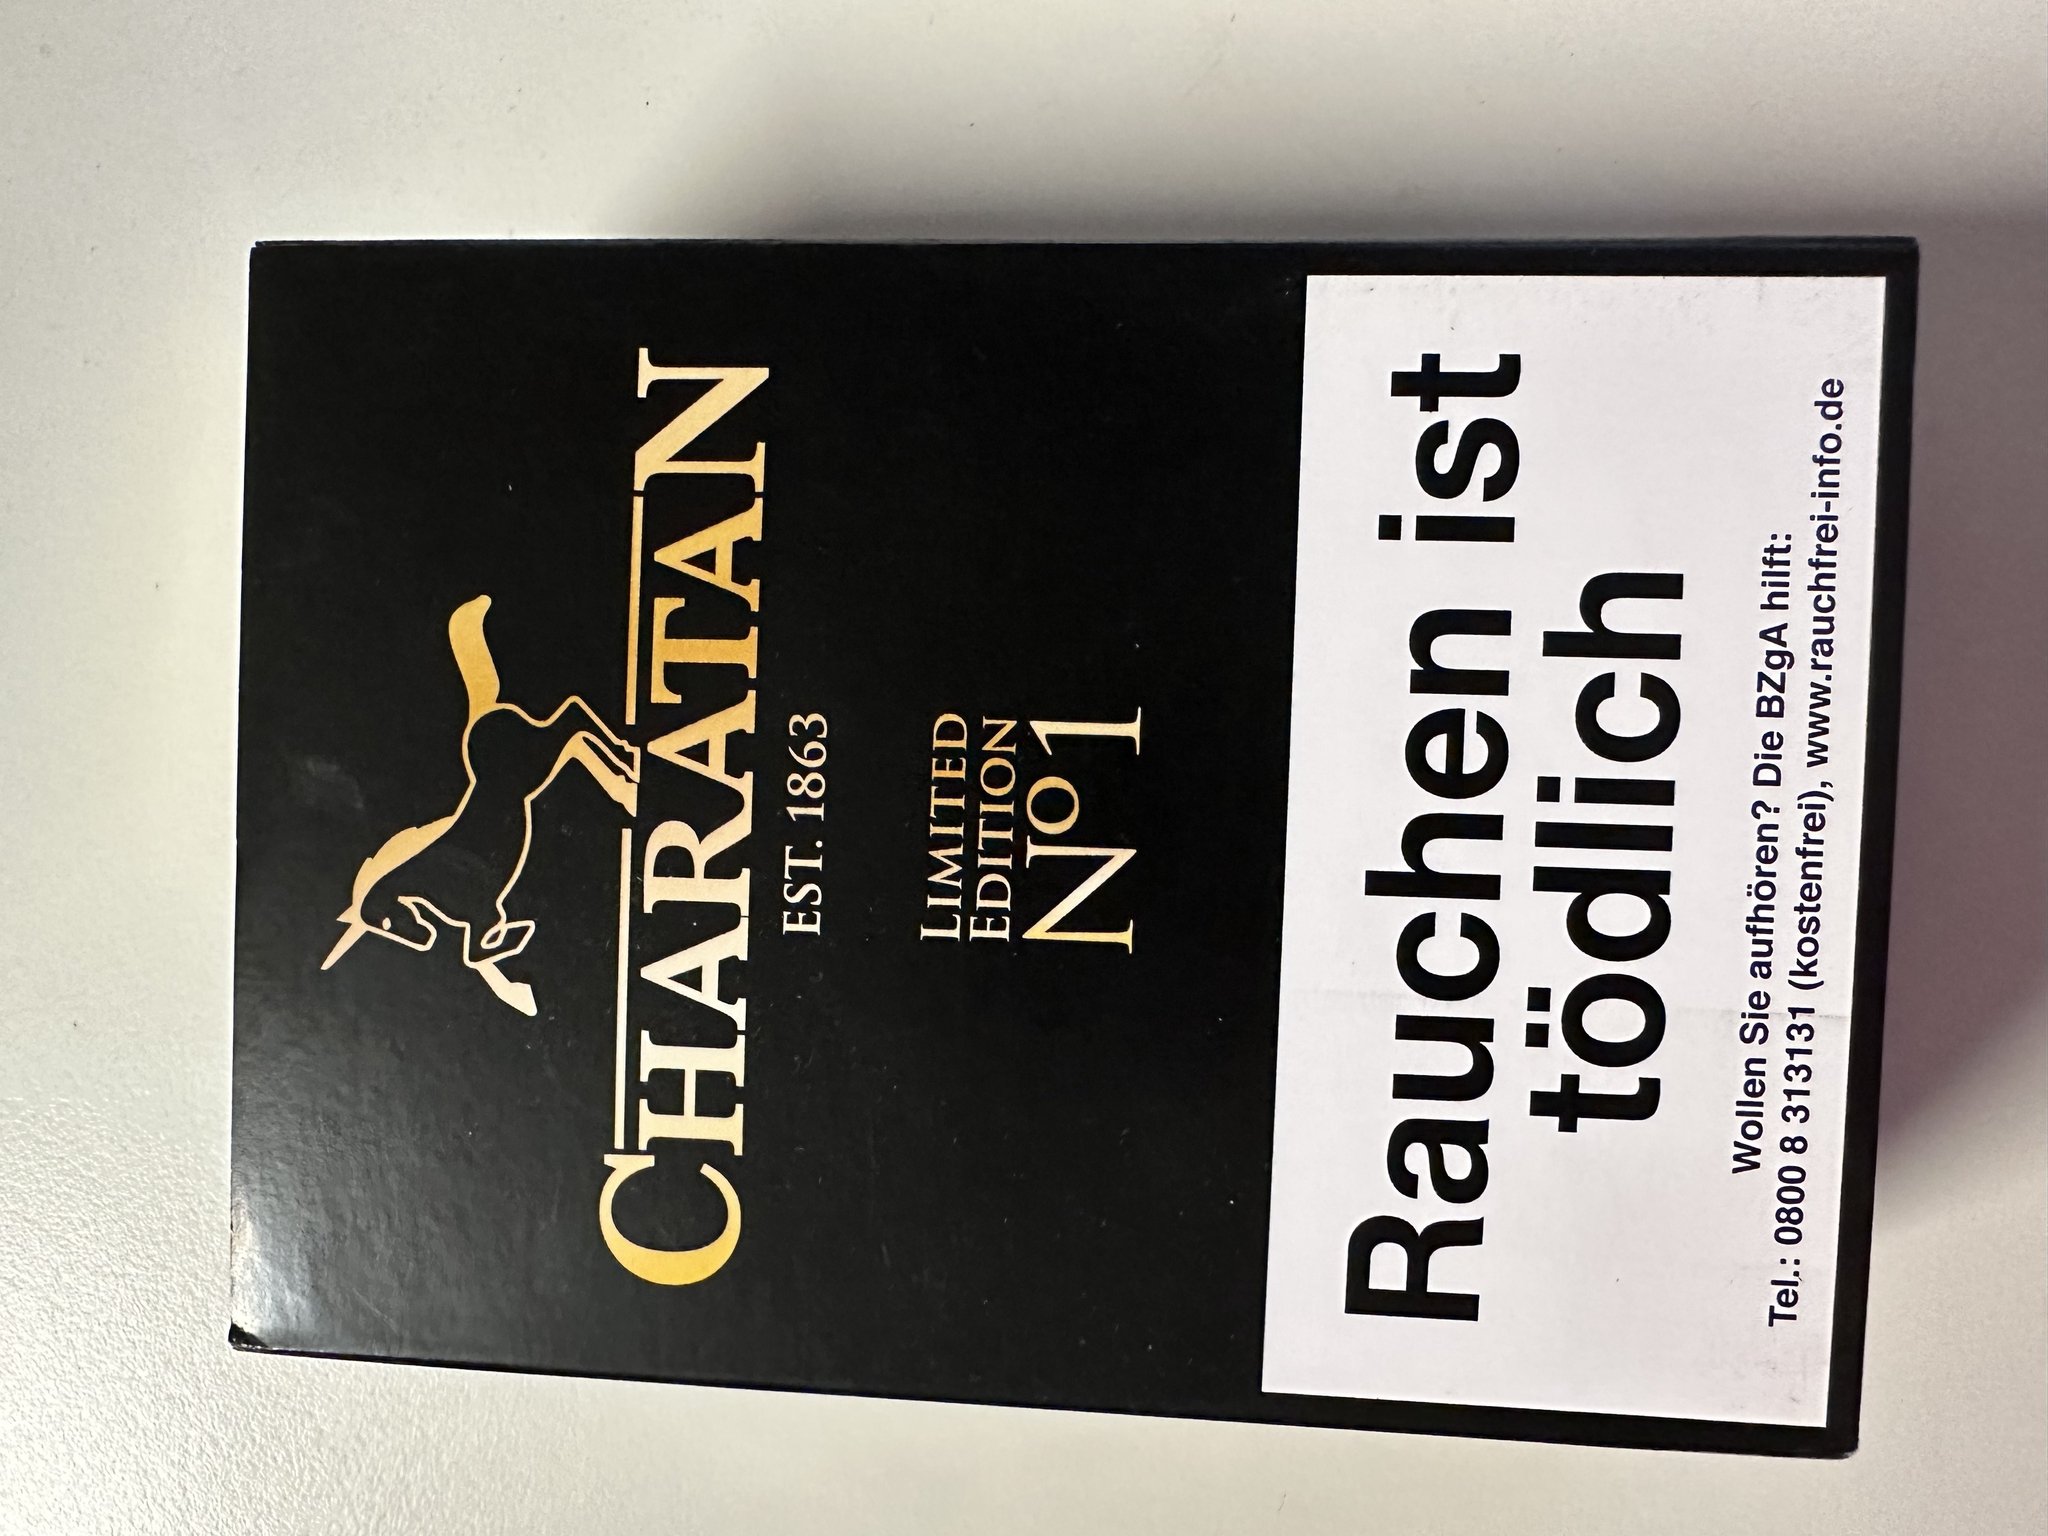 CHARATAN
EST. 1863
LIMITED
EDITION
No1
Rauchen ist
tödlich
Wollen Sie aufhören? Die BZgA hilft:
Tel.: 0800 8 313131 (kostenfrei), www.rauchfrei-info.de